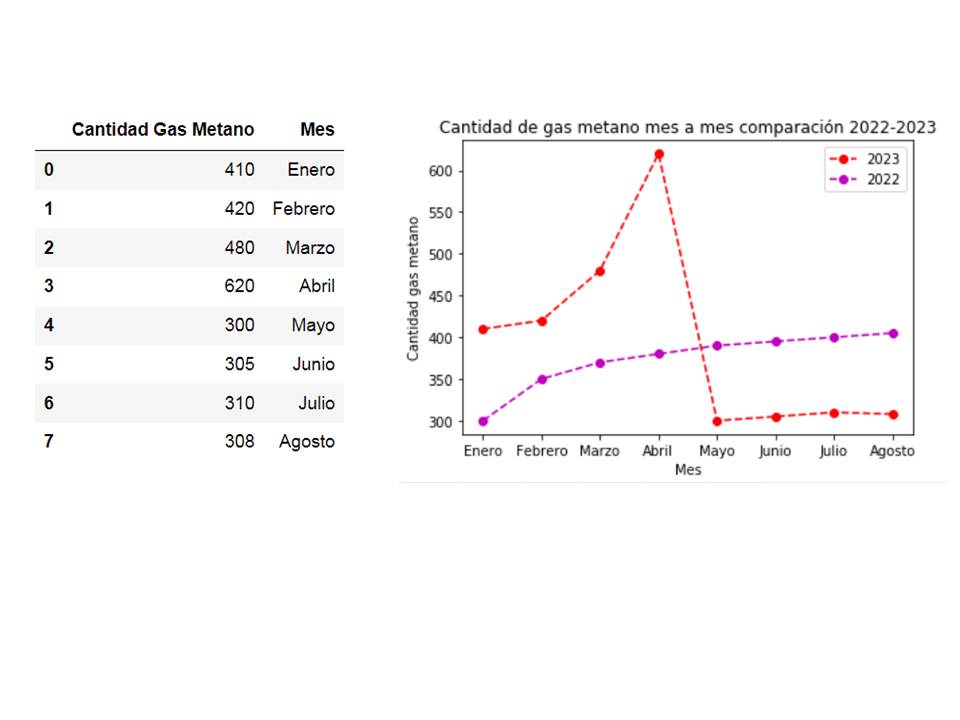 Cantidad Gas Metano Mes
0 410 Enero
1 420 Febrero
2 480 Marzo
3 620 Abril
4 300 Mayo
5 305 Junio
6 310 Julio
7 308 Agosto
Cantidad de gas metano mes a mes comparación 2022-2023
2023
2022
Cantidad gas metano
600
550
500
450
400
350
300
Enero Febrero Marzo Abril Mayo Junio Julio Agosto
Mes